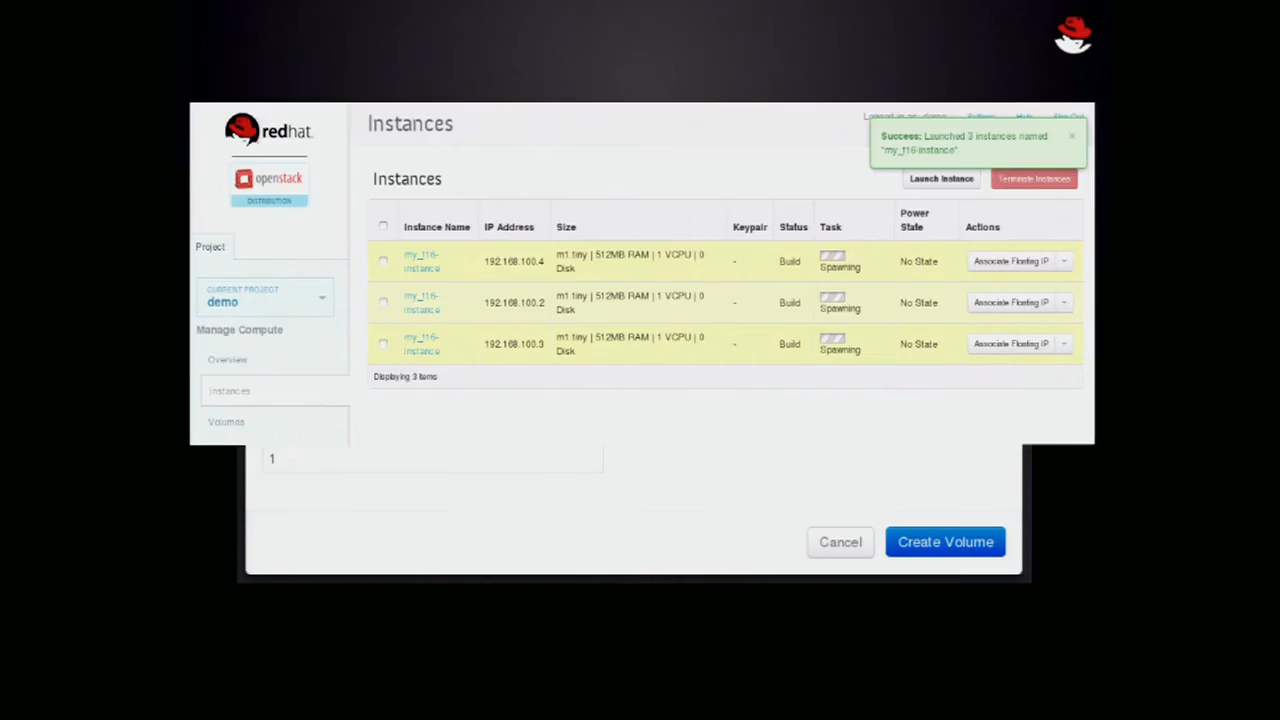 Instances
redhat.
Success: Launched 3 instances named
"my_f16-instance".
×
openstack
DISTRIBUTION
Instances
Launch Instance
Terminate Instances
Instance Name
IP Address
Size
Keypair
Status
Task
Power
State
Actions
Project
my_f16-
instance
192.168.100.4
m1.tiny | 512MB RAM | 1 VCPU | 0
Disk
-
Build
Spawning
No State
Associate Floating IP
CURRENT PROJECT
demo
my_f16-
instance
192.168.100.2
m1.tiny | 512MB RAM | 1 VCPU | 0
Disk
-
Build
Spawning
No State
Associate Floating IP
Manage Compute
my_f16-
instance
192.168.100.3
m1.tiny | 512MB RAM | 1 VCPU | 0
Disk
-
Build
Spawning
No State
Associate Floating IP
Overview
Displaying 3 items
Instances
Volumes
1
Cancel
Create Volume